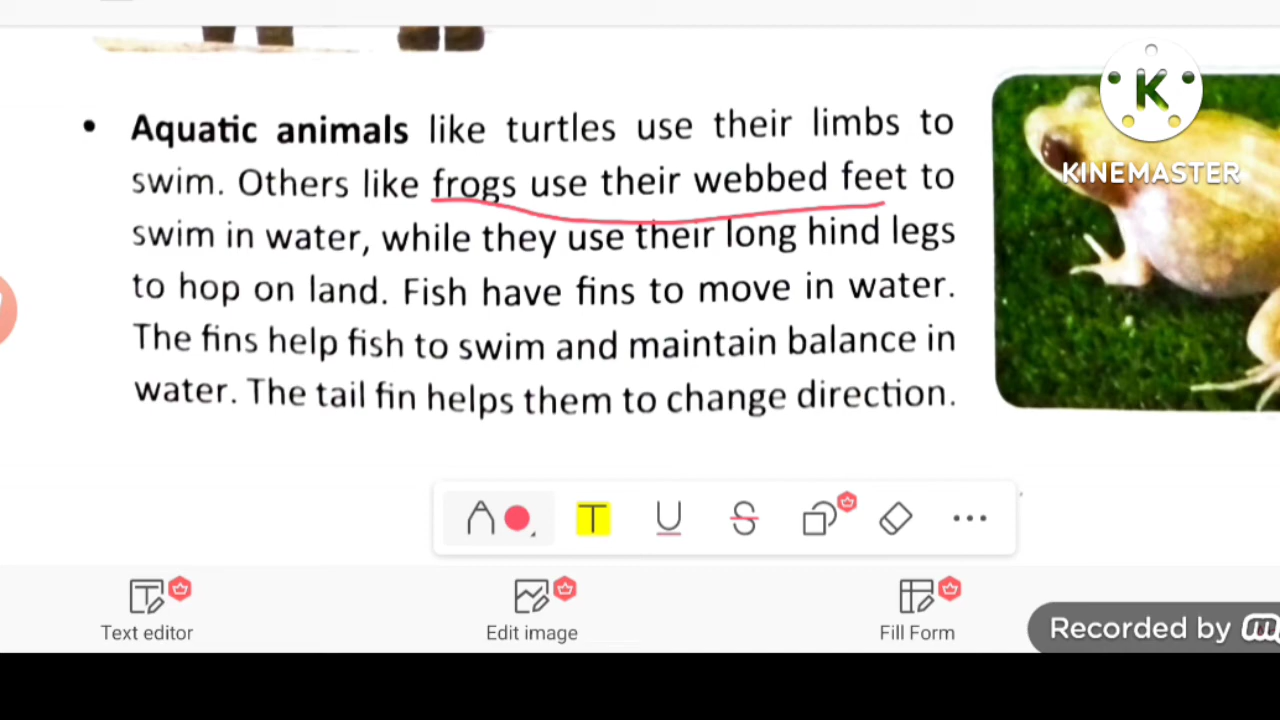 K
KINEMASTER
• Aquatic animals like turtles use their limbs to
swim. Others like frogs use their webbed feet to
swim in water, while they use their long hind legs
to hop on land. Fish have fins to move in water.
The fins help fish to swim and maintain balance in
water. The tail fin helps them to change direction.
T
U
S
Text editor
Edit image
Fill Form
Recorded by